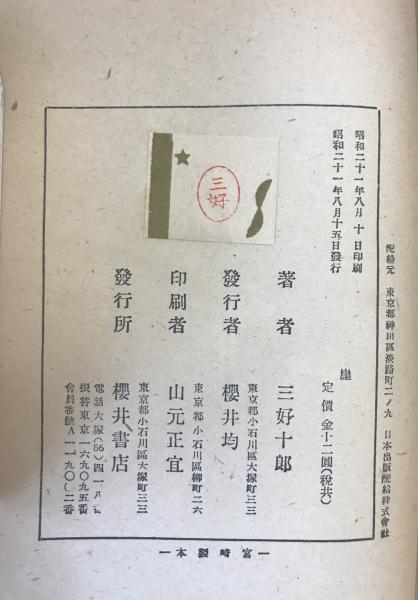 配給元 東京都神田區淡路町二ノ九 日本出版配給株式會社
昭和二十一年八月十日印刷
昭和二十一年八月十五日發行
崖
定價金十二圓(稅共)
著者 三好十郎
東京都小石川區大塚町三三
發行者 櫻井均
東京都小石川區柳町二六
印刷者 山元正宜
東京都小石川區大塚町三三
發行所 櫻井書店
電話大塚(86)四一八七番
振替東京一六九〇九五番
會員番號A一一九〇〇二番
三好
宮崎製本